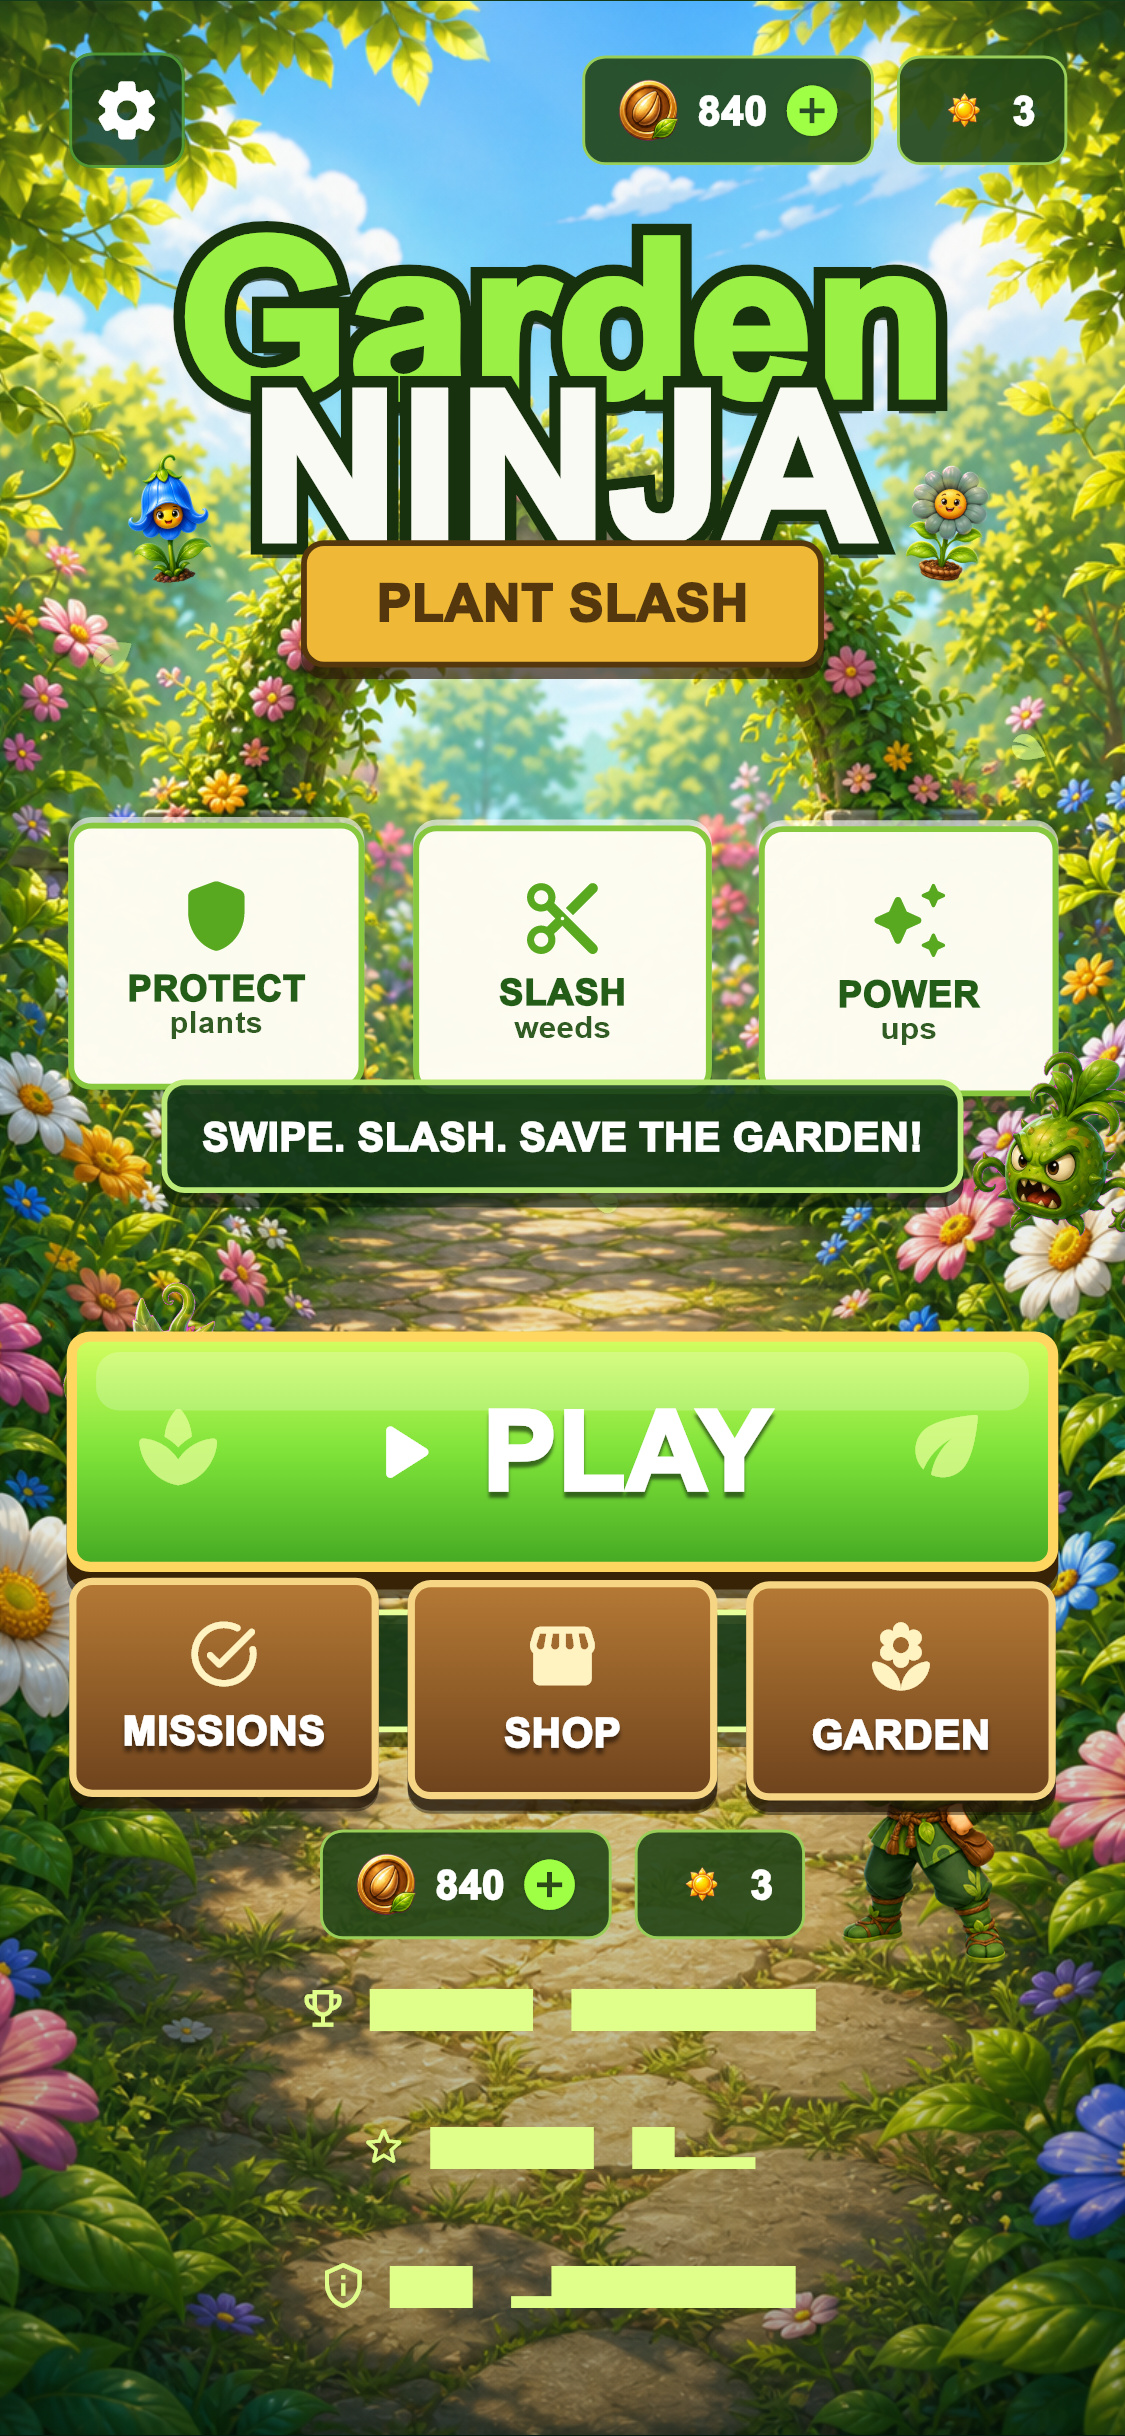 840 + 3
Garden
NINJA
PLANT SLASH
PROTECT
plants
SLASH
weeds
POWER
ups
SWIPE. SLASH. SAVE THE GARDEN!
PLAY
MISSIONS
SHOP
GARDEN
840 + 3